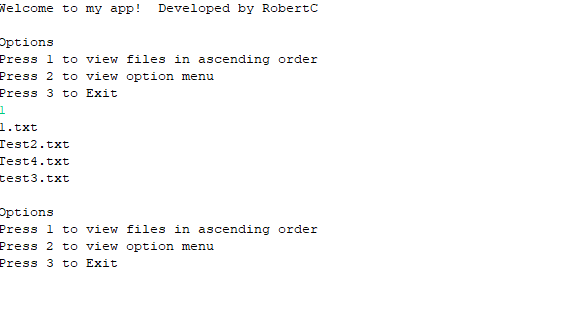 Welcome to my app!  Developed by RobertC
Options
Press 1 to view files in ascending order
Press 2 to view option menu
Press 3 to Exit
1
1.txt
Test2.txt
Test4.txt
test3.txt
Options
Press 1 to view files in ascending order
Press 2 to view option menu
Press 3 to Exit